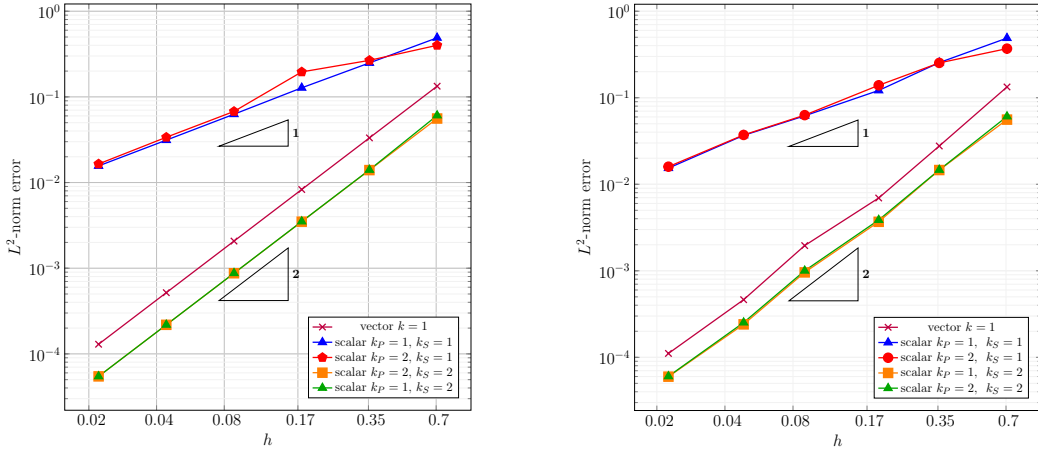 10^0
10^{-1}
10^{-2}
10^{-3}
10^{-4}
L^2-norm error
1
2
vector k = 1
scalar k_P = 1, k_S = 1
scalar k_P = 2, k_S = 1
scalar k_P = 2, k_S = 2
scalar k_P = 1, k_S = 2
0.02 0.04 0.08 0.17 0.35 0.7
h
10^0
10^{-1}
10^{-2}
10^{-3}
10^{-4}
L^2-norm error
1
2
vector k = 1
scalar k_P = 1, k_S = 1
scalar k_P = 2, k_S = 1
scalar k_P = 1, k_S = 2
scalar k_P = 2, k_S = 2
0.02 0.04 0.08 0.17 0.35 0.7
h